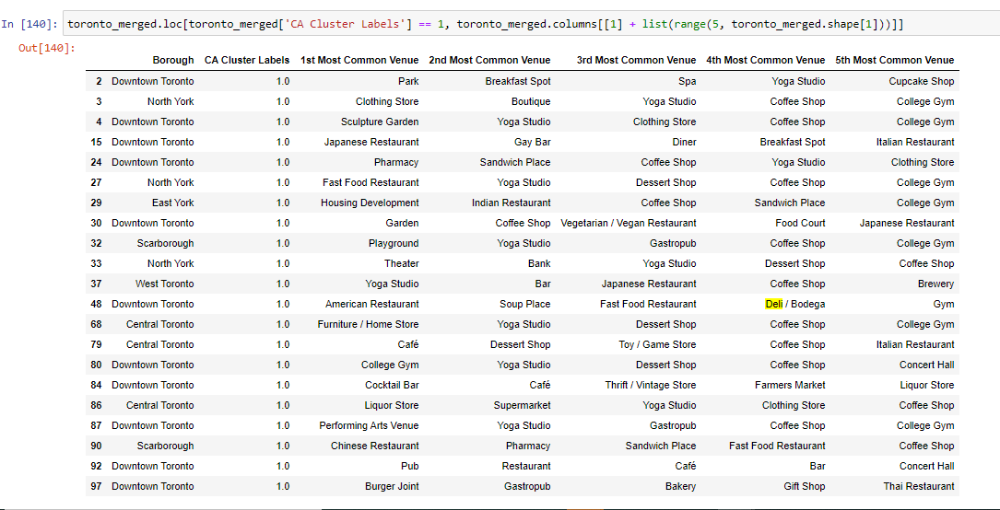 In [140]: toronto_merged.loc[toronto_merged['CA Cluster Labels'] == 1, toronto_merged.columns[[1] + list(range(5, toronto_merged.shape[1]))]]
Out[140]:
Borough CA Cluster Labels 1st Most Common Venue 2nd Most Common Venue 3rd Most Common Venue 4th Most Common Venue 5th Most Common Venue
2 Downtown Toronto 1.0 Park Breakfast Spot Spa Yoga Studio Cupcake Shop
3 North York 1.0 Clothing Store Boutique Yoga Studio Coffee Shop College Gym
4 Downtown Toronto 1.0 Sculpture Garden Yoga Studio Clothing Store Coffee Shop College Gym
15 Downtown Toronto 1.0 Japanese Restaurant Gay Bar Diner Breakfast Spot Italian Restaurant
24 Downtown Toronto 1.0 Pharmacy Sandwich Place Coffee Shop Yoga Studio Clothing Store
27 North York 1.0 Fast Food Restaurant Yoga Studio Dessert Shop Coffee Shop College Gym
29 East York 1.0 Housing Development Indian Restaurant Coffee Shop Sandwich Place College Gym
30 Downtown Toronto 1.0 Garden Coffee Shop Vegetarian / Vegan Restaurant Food Court Japanese Restaurant
32 Scarborough 1.0 Playground Yoga Studio Gastropub Coffee Shop College Gym
33 North York 1.0 Theater Bank Yoga Studio Dessert Shop Coffee Shop
37 West Toronto 1.0 Yoga Studio Bar Japanese Restaurant Coffee Shop Brewery
48 Downtown Toronto 1.0 American Restaurant Soup Place Fast Food Restaurant Deli / Bodega Gym
68 Central Toronto 1.0 Furniture / Home Store Yoga Studio Dessert Shop Coffee Shop College Gym
79 Central Toronto 1.0 Café Dessert Shop Toy / Game Store Coffee Shop Italian Restaurant
80 Downtown Toronto 1.0 College Gym Yoga Studio Dessert Shop Coffee Shop Concert Hall
84 Downtown Toronto 1.0 Cocktail Bar Café Thrift / Vintage Store Farmers Market Liquor Store
86 Central Toronto 1.0 Liquor Store Supermarket Yoga Studio Clothing Store Coffee Shop
87 Downtown Toronto 1.0 Performing Arts Venue Yoga Studio Gastropub Coffee Shop College Gym
90 Scarborough 1.0 Chinese Restaurant Pharmacy Sandwich Place Fast Food Restaurant Coffee Shop
92 Downtown Toronto 1.0 Pub Restaurant Café Bar Concert Hall
97 Downtown Toronto 1.0 Burger Joint Gastropub Bakery Gift Shop Thai Restaurant